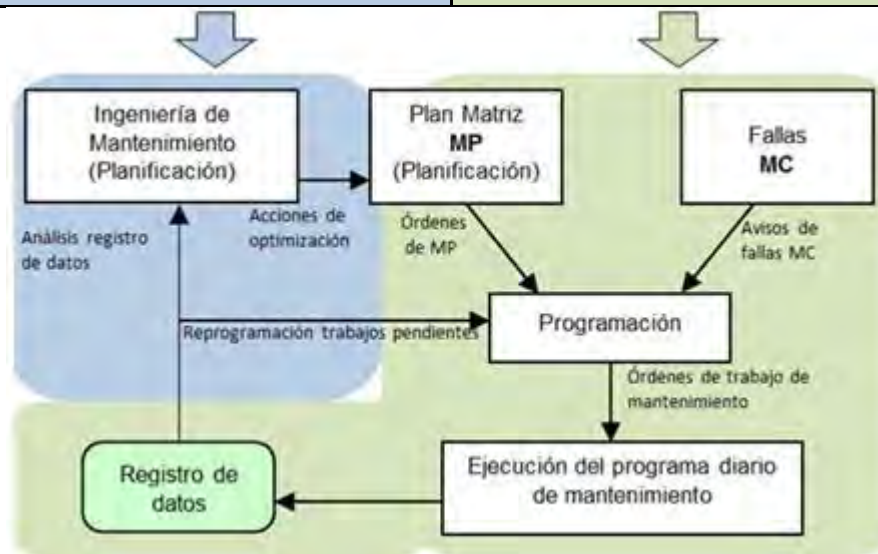 Ingeniería de
Mantenimiento
(Planificación)
Plan Matriz
MP
(Planificación)
Fallas
MC
Análisis registro
de datos
Acciones de
optimización
Órdenes
de MP
Avisos de
fallas MC
Reprogramación trabajos pendientes
Programación
Órdenes de trabajo de
mantenimiento
Registro de
datos
Ejecución del programa diario
de mantenimiento